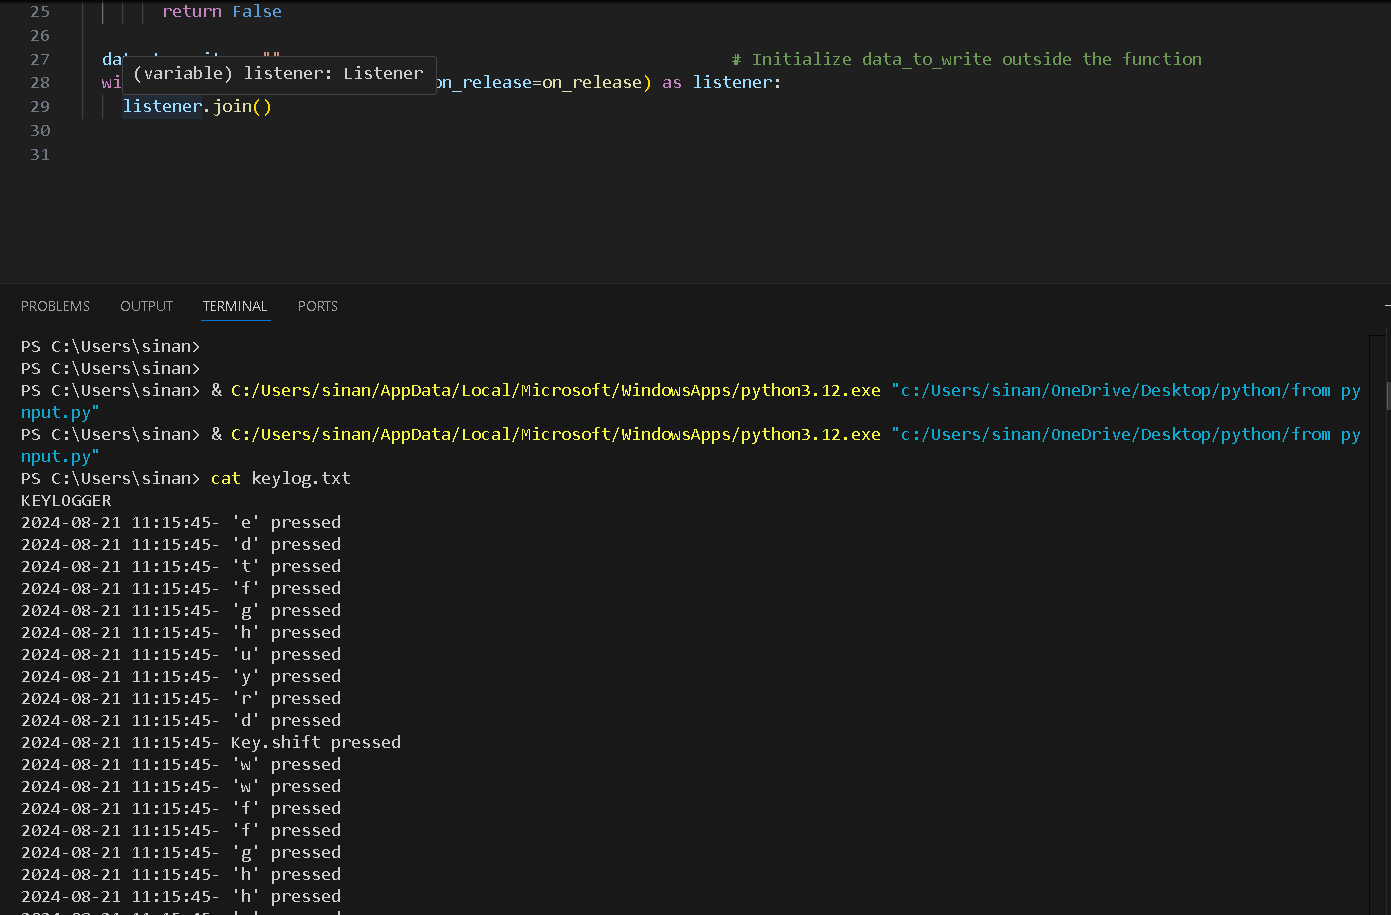 25 return False
26
27 "" # Initialize data_to_write outside the function
28 on_release=on_release) as listener:
(variable) listener: Listener
29 listener.join()
30
31
PROBLEMS OUTPUT TERMINAL PORTS
PS C:\Users\sinan>
PS C:\Users\sinan>
PS C:\Users\sinan> & C:/Users/sinan/AppData/Local/Microsoft/WindowsApps/python3.12.exe "c:/Users/sinan/OneDrive/Desktop/python/from py
nput.py"
PS C:\Users\sinan> & C:/Users/sinan/AppData/Local/Microsoft/WindowsApps/python3.12.exe "c:/Users/sinan/OneDrive/Desktop/python/from py
nput.py"
PS C:\Users\sinan> cat keylog.txt
KEYLOGGER
2024-08-21 11:15:45- 'e' pressed
2024-08-21 11:15:45- 'd' pressed
2024-08-21 11:15:45- 't' pressed
2024-08-21 11:15:45- 'f' pressed
2024-08-21 11:15:45- 'g' pressed
2024-08-21 11:15:45- 'h' pressed
2024-08-21 11:15:45- 'u' pressed
2024-08-21 11:15:45- 'y' pressed
2024-08-21 11:15:45- 'r' pressed
2024-08-21 11:15:45- 'd' pressed
2024-08-21 11:15:45- Key.shift pressed
2024-08-21 11:15:45- 'w' pressed
2024-08-21 11:15:45- 'w' pressed
2024-08-21 11:15:45- 'f' pressed
2024-08-21 11:15:45- 'f' pressed
2024-08-21 11:15:45- 'g' pressed
2024-08-21 11:15:45- 'h' pressed
2024-08-21 11:15:45- 'h' pressed